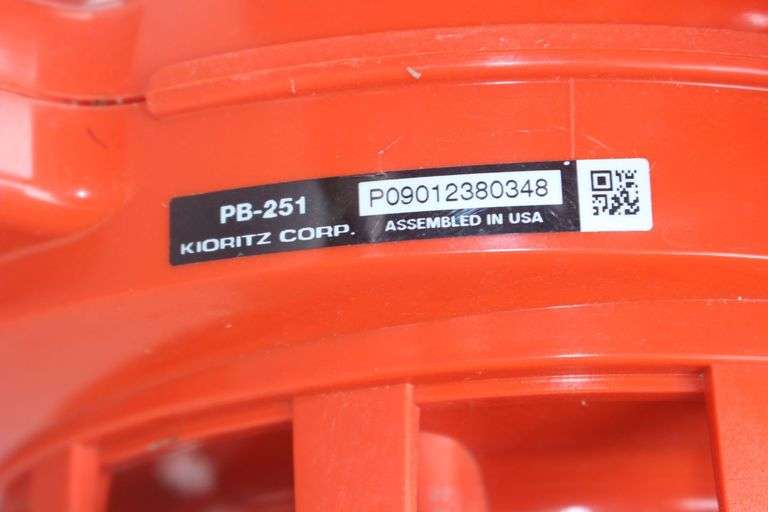 PB-251
P09012380348
KIORITZ CORP.
ASSEMBLED IN USA